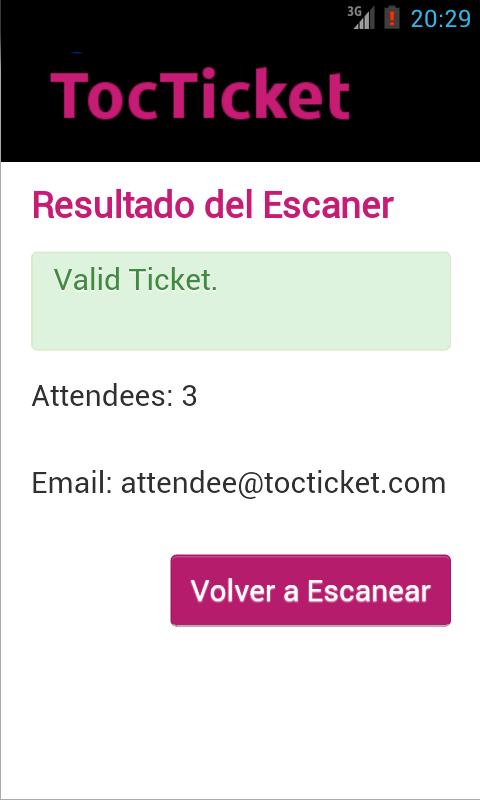 3G
20:29
TocTicket
Resultado del Escaner
Valid Ticket.
Attendees: 3
Email: attendee@tocticket.com
Volver a Escanear